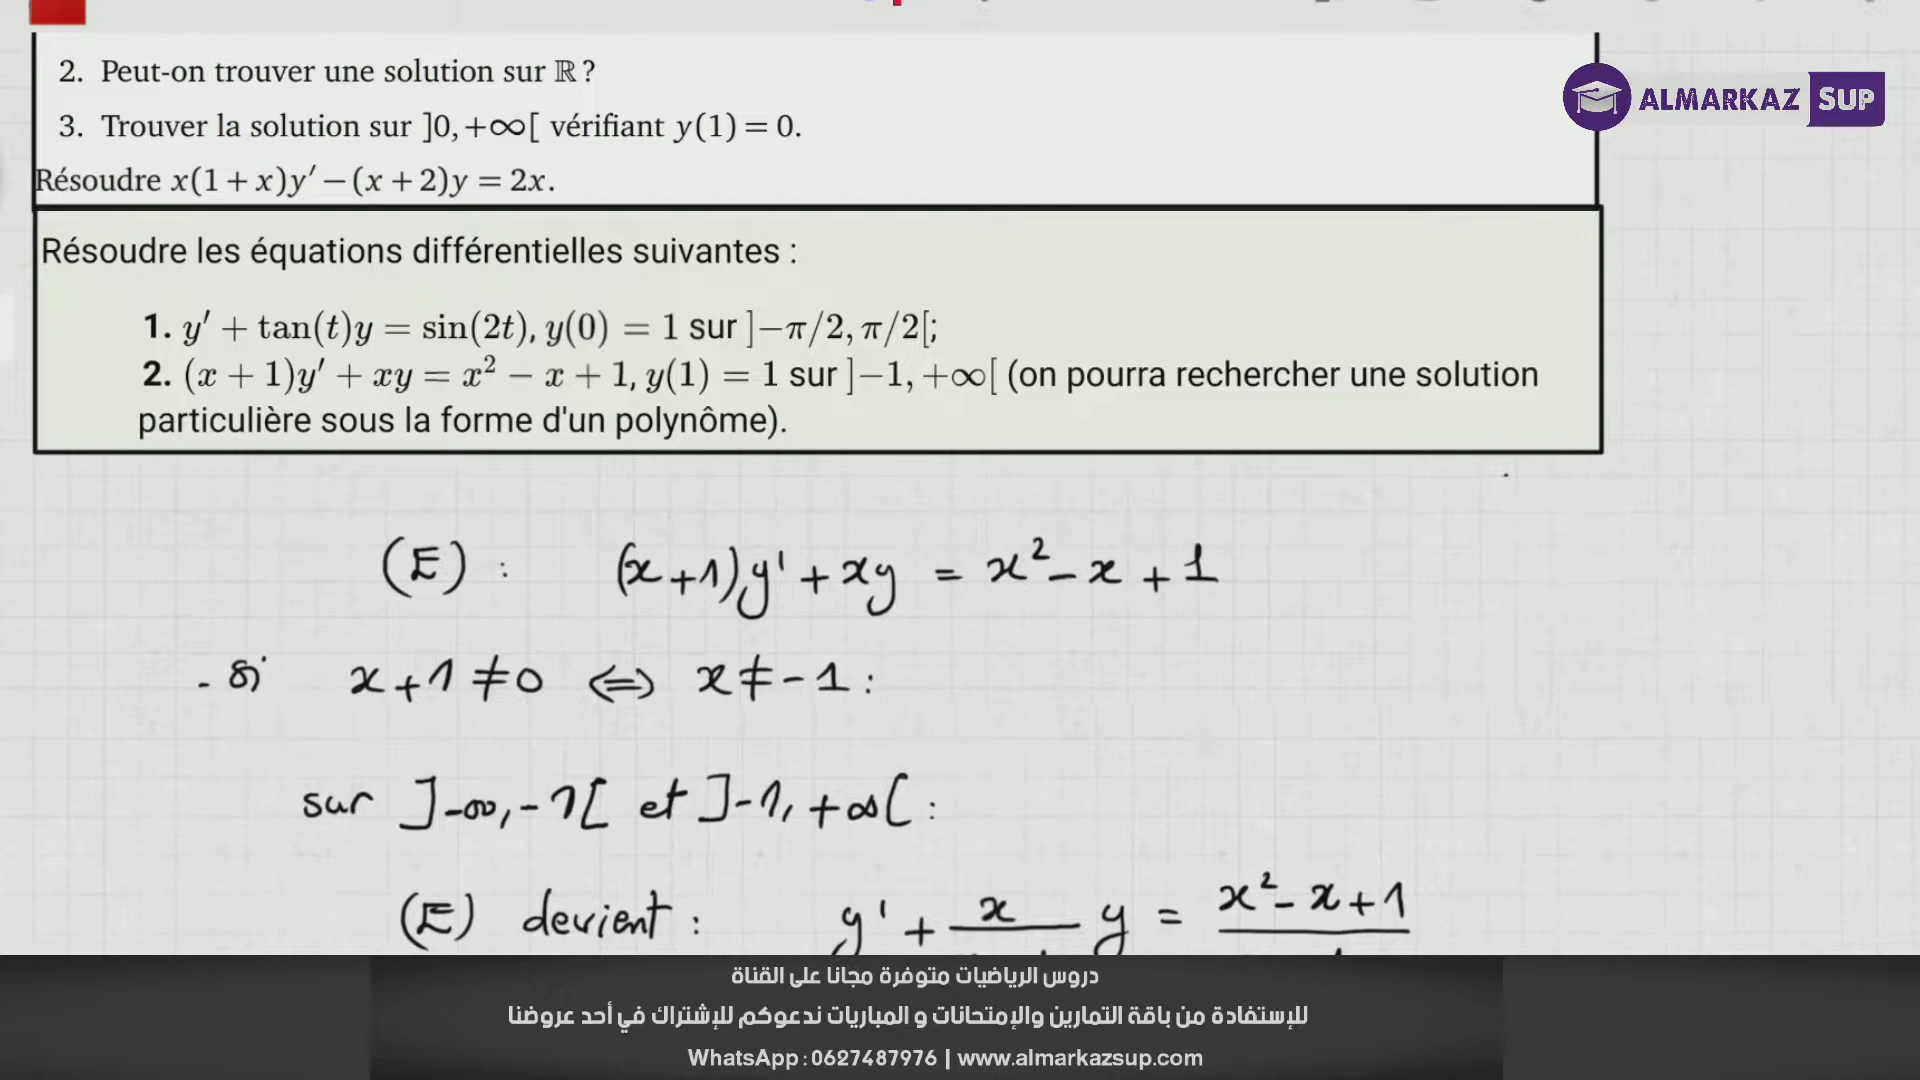 2. Peut-on trouver une solution sur ℝ ?
3. Trouver la solution sur ]0,+∞[ vérifiant y(1) = 0.
Résoudre x(1+x)y′ − (x+2)y = 2x.
ALMARKAZ SUP
Résoudre les équations différentielles suivantes :
1. y′ + tan(t)y = sin(2t), y(0) = 1 sur ]−π/2, π/2[;
2. (x + 1)y′ + xy = x² − x + 1, y(1) = 1 sur ]−1, +∞[ (on pourra rechercher une solution
particulière sous la forme d'un polynôme).
(E) : (x+1)y' + xy = x² - x + 1
- si x+1 ≠ 0 ⟺ x ≠ -1 :
sur ]-∞, -1[ et ]-1, +∞[ :
(E) devient : y' + x y = x² - x + 1
دروس الرياضيات متوفرة مجانا على القناة
للإستفادة من باقة التمارين والإمتحانات و المباريات ندعوكم للإشتراك في أحد عروضنا
WhatsApp : 0627487976 | www.almarkazsup.com